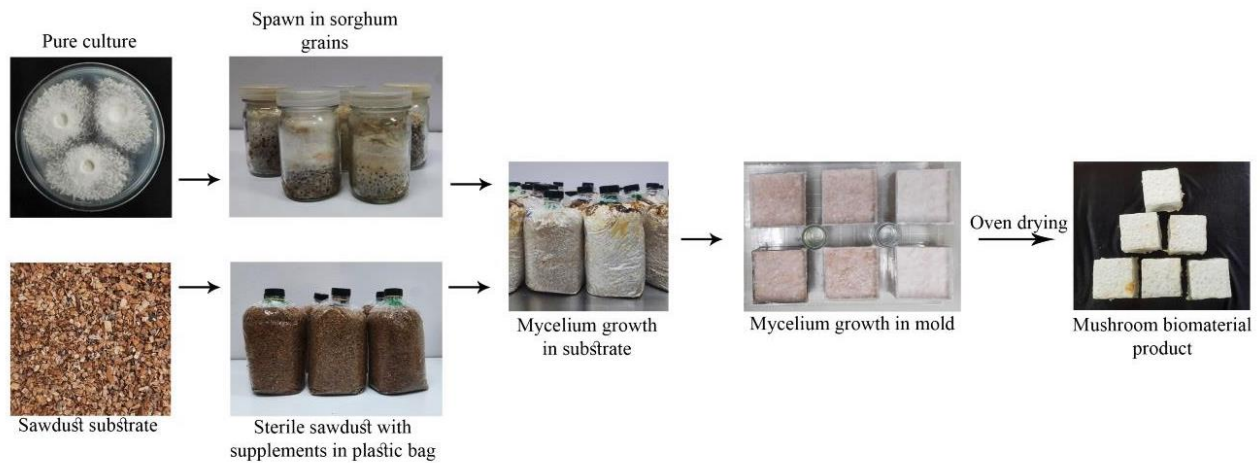 Pure culture
Spawn in sorghum
grains
Sawdust substrate
Sterile sawdust with
supplements in plastic bag
Mycelium growth
in substrate
Mycelium growth in mold
Oven drying
Mushroom biomaterial
product